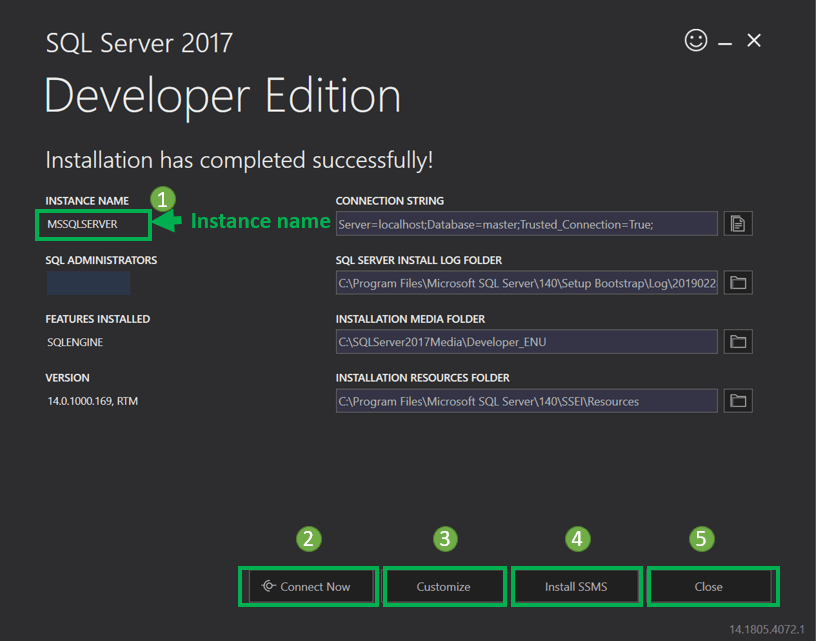 SQL Server 2017
Developer Edition
Installation has completed successfully!
INSTANCE NAME
1
MSSQLSERVER
Instance name
CONNECTION STRING
Server=localhost;Database=master;Trusted_Connection=True;
SQL ADMINISTRATORS
SQL SERVER INSTALL LOG FOLDER
C:\Program Files\Microsoft SQL Server\140\Setup Bootstrap\Log\2019022
FEATURES INSTALLED
SQLENGINE
INSTALLATION MEDIA FOLDER
C:\SQLServer2017Media\Developer_ENU
VERSION
14.0.1000.169, RTM
INSTALLATION RESOURCES FOLDER
C:\Program Files\Microsoft SQL Server\140\SSEI\Resources
2 3 4 5
Connect Now Customize Install SSMS Close
14.1805.4072.1